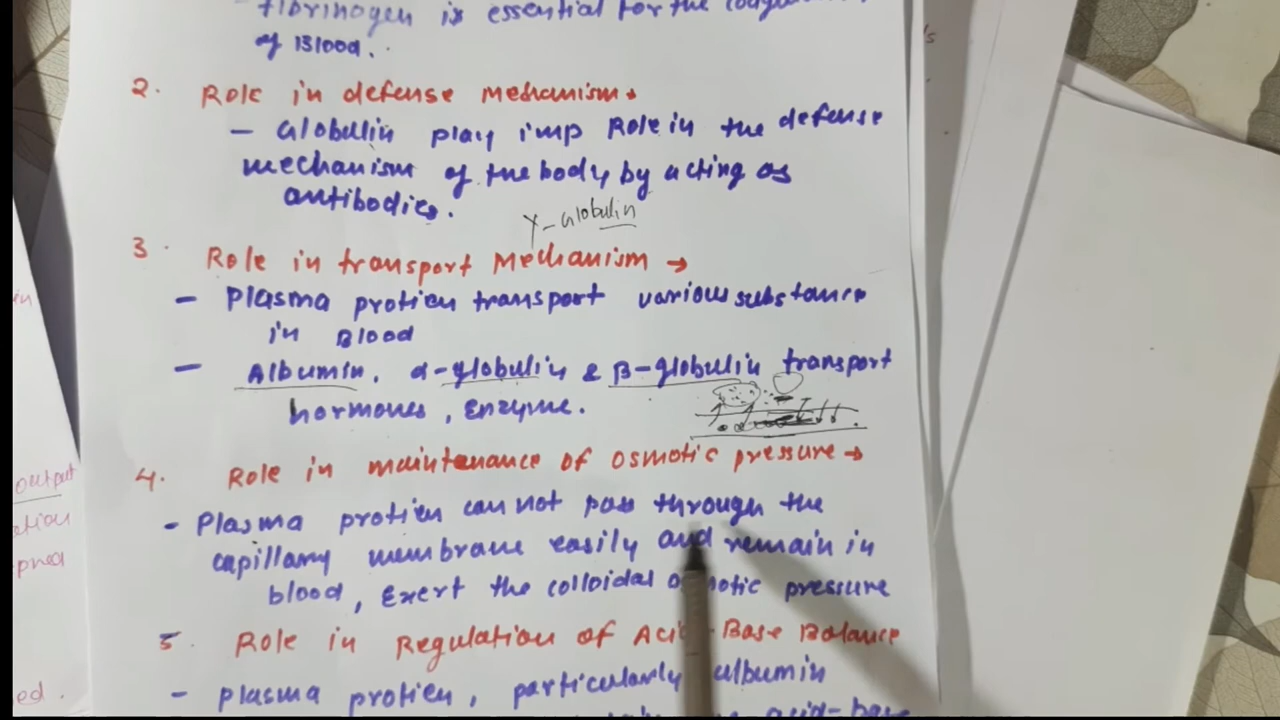 - fibrinogen is essential for the
of Blood.
2. Role in defense Mechanism →
- Globulin play imp Role in the defense
mechanism of the body by acting as
antibodies.
γ-Globulin
3. Role in transport Mechanism →
- Plasma protien transport various substance
in Blood
- Albumin, α-globulin & β-globulin transport
hormones, Enzyme.
4. Role in maintenance of osmotic pressure →
- Plasma protien can not pass through the
capillary membrane easily and remain in
blood, Exert the colloidal osmotic pressure
5. Role in Regulation of Acid-Base Balance
- plasma protien, particularly albumin
acid-base
output
ed.